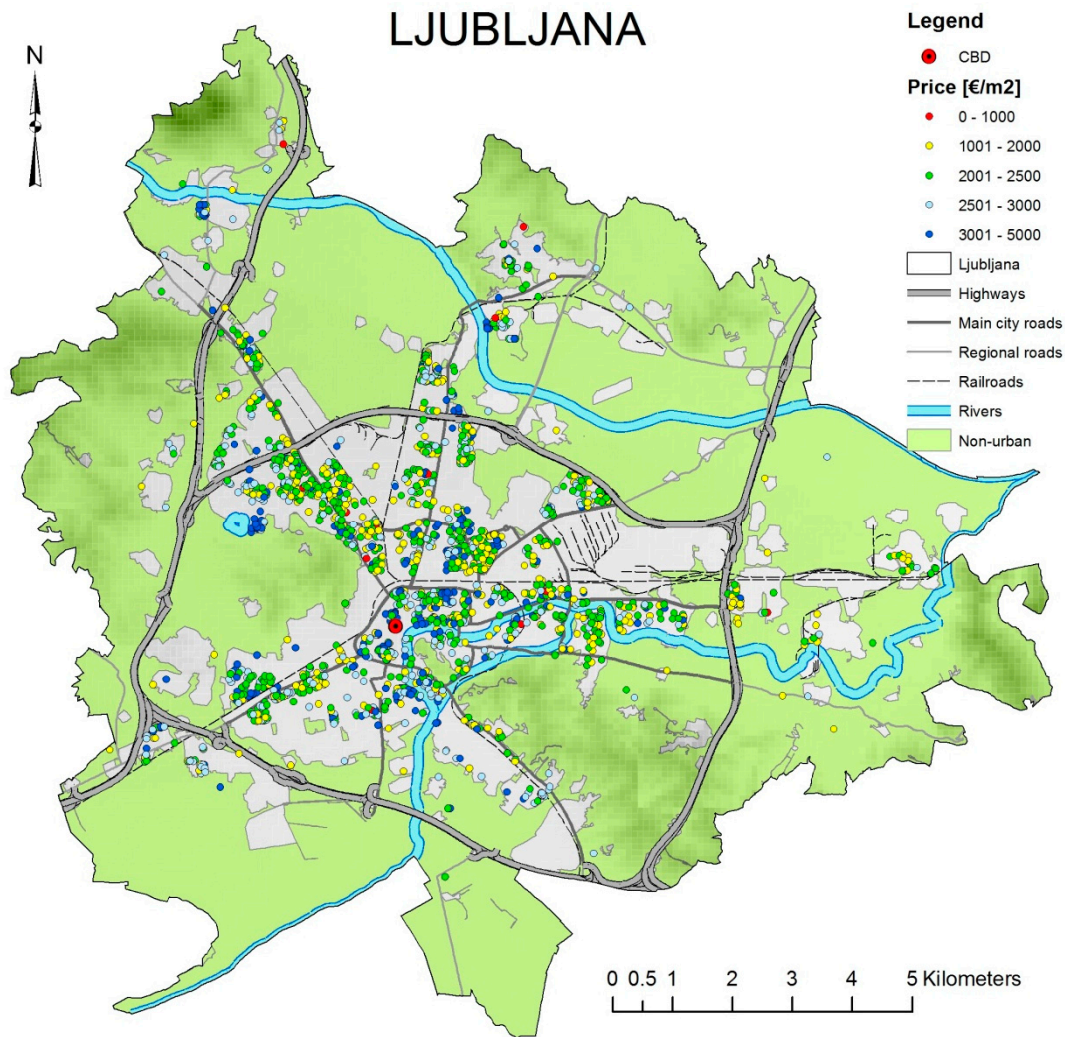 LJUBLJANA
N
Legend
CBD
Price [€/m2]
0 - 1000
1001 - 2000
2001 - 2500
2501 - 3000
3001 - 5000
Ljubljana
Highways
Main city roads
Regional roads
Railroads
Rivers
Non-urban
0 0.5 1 2 3 4 5 Kilometers